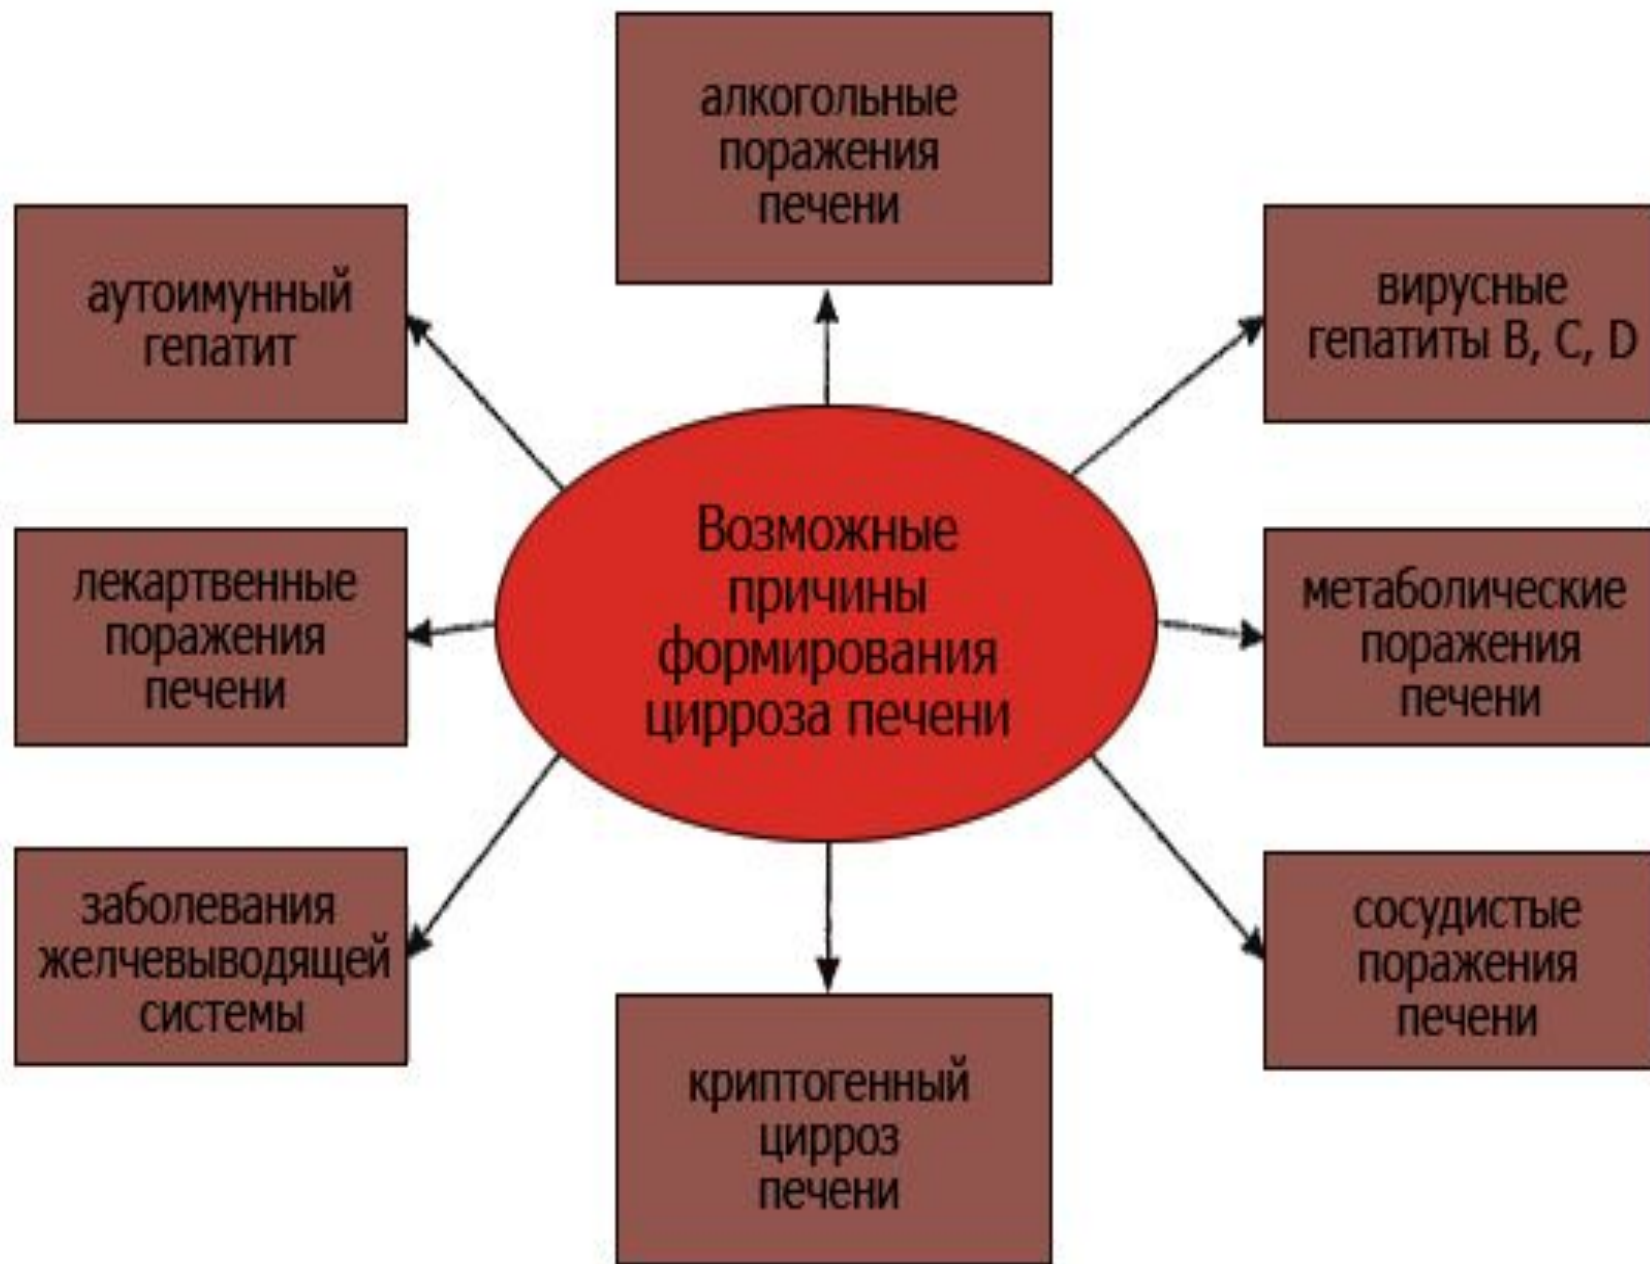 алкогольные
поражения
печени
аутоимунный
гепатит
вирусные
гепатиты B, C, D
Возможные
причины
формирования
цирроза печени
лекартвенные
поражения
печени
метаболические
поражения
печени
заболевания
желчевыводящей
системы
сосудистые
поражения
печени
криптогенный
цирроз
печени